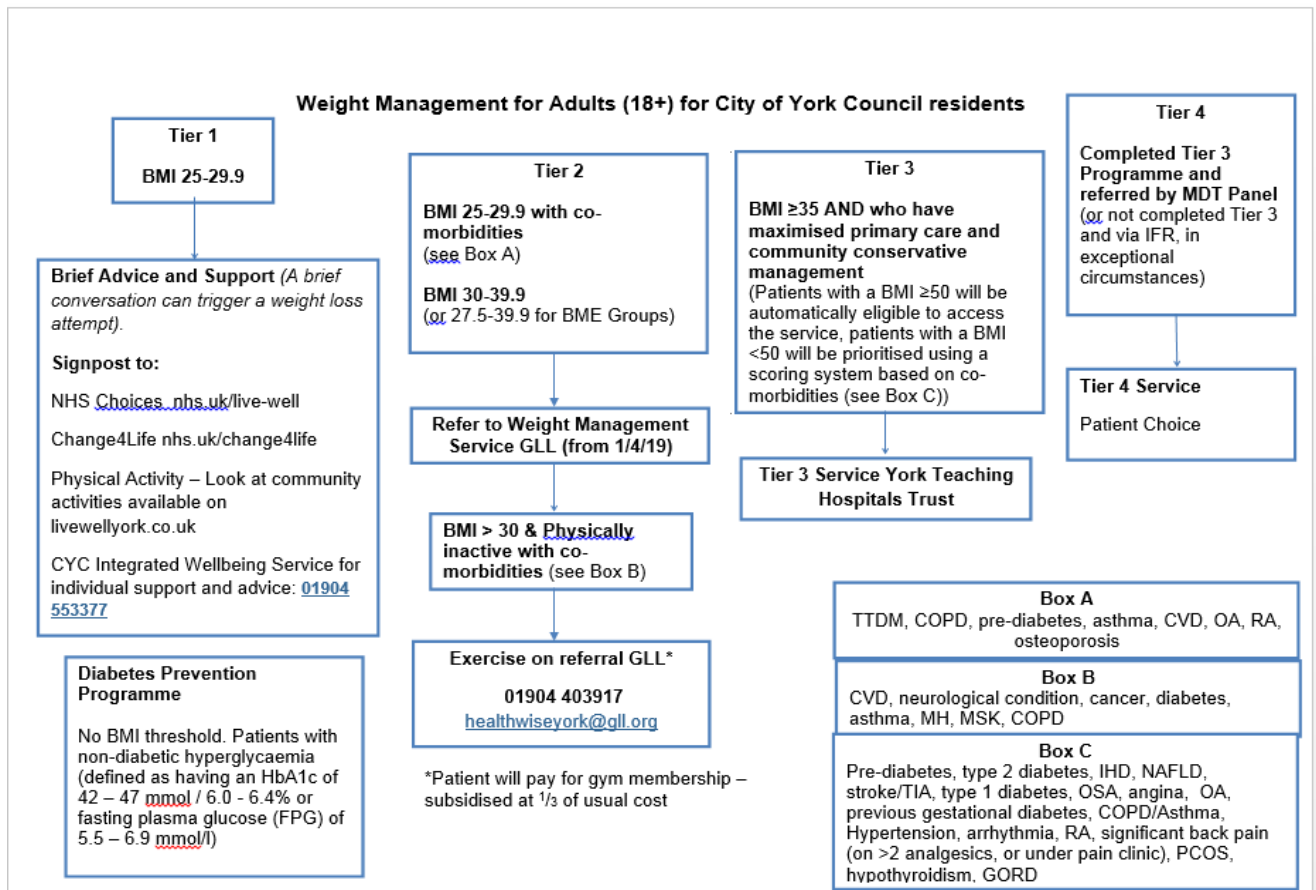 Weight Management for Adults (18+) for City of York Council residents
Tier 1
BMI 25-29.9
Brief Advice and Support (A brief
conversation can trigger a weight loss
attempt).
Signpost to:
NHS Choices nhs.uk/live-well
Change4Life nhs.uk/change4life
Physical Activity – Look at community
activities available on
livewellyork.co.uk
CYC Integrated Wellbeing Service for
individual support and advice: 01904
553377
Diabetes Prevention
Programme
No BMI threshold. Patients with
non-diabetic hyperglycaemia
(defined as having an HbA1c of
42 – 47 mmol / 6.0 - 6.4% or
fasting plasma glucose (FPG) of
5.5 – 6.9 mmol/l)
Tier 2
BMI 25-29.9 with co-
morbidities
(see Box A)
BMI 30-39.9
(or 27.5-39.9 for BME Groups)
Refer to Weight Management
Service GLL (from 1/4/19)
BMI > 30 & Physically
inactive with co-
morbidities (see Box B)
Exercise on referral GLL*
01904 403917
healthwiseyork@gll.org
*Patient will pay for gym membership –
subsidised at 1/3 of usual cost
Tier 3
BMI ≥35 AND who have
maximised primary care and
community conservative
management
(Patients with a BMI ≥50 will be
automatically eligible to access
the service, patients with a BMI
<50 will be prioritised using a
scoring system based on co-
morbidities (see Box C))
Tier 3 Service York Teaching
Hospitals Trust
Tier 4
Completed Tier 3
Programme and
referred by MDT Panel
(or not completed Tier 3
and via IFR, in
exceptional
circumstances)
Tier 4 Service
Patient Choice
Box A
TTDM, COPD, pre-diabetes, asthma, CVD, OA, RA,
osteoporosis
Box B
CVD, neurological condition, cancer, diabetes,
asthma, MH, MSK, COPD
Box C
Pre-diabetes, type 2 diabetes, IHD, NAFLD,
stroke/TIA, type 1 diabetes, OSA, angina, OA,
previous gestational diabetes, COPD/Asthma,
Hypertension, arrhythmia, RA, significant back pain
(on >2 analgesics, or under pain clinic), PCOS,
hypothyroidism, GORD